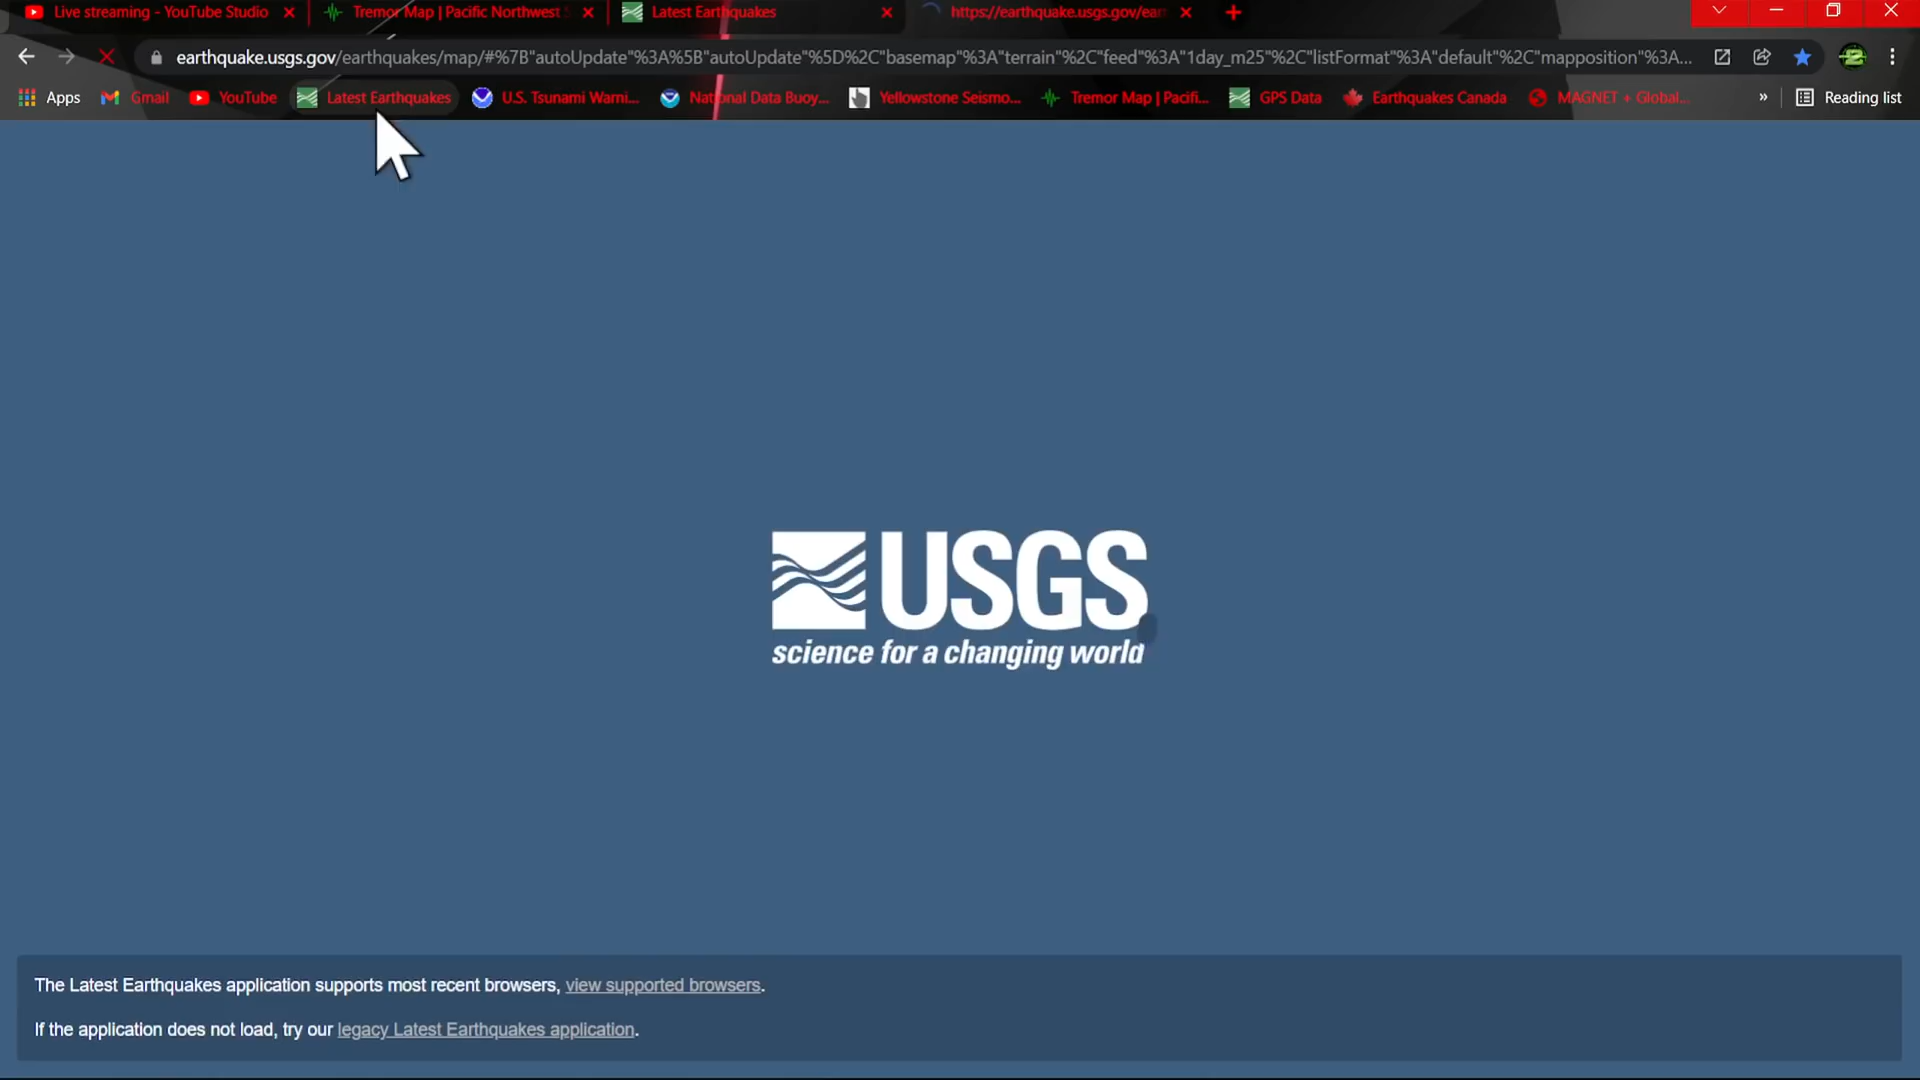 Live streaming - YouTube Studio
Tremor Map | Pacific Northwest S
Latest Earthquakes
https://earthquake.usgs.gov/ear
earthquake.usgs.gov/earthquakes/map/#%7B"autoUpdate"%3A%5B"autoUpdate"%5D%2C"basemap"%3A"terrain"%2C"feed"%3A"1day_m25"%2C"listFormat"%3A"default"%2C"mapposition"%3A...
Apps
Gmail
YouTube
Latest Earthquakes
U.S. Tsunami Warni...
National Data Buoy...
Yellowstone Seismo...
Tremor Map | Pacifi...
GPS Data
Earthquakes Canada
MAGNET + Global...
»
Reading list
USGS
science for a changing world
The Latest Earthquakes application supports most recent browsers, view supported browsers.
If the application does not load, try our legacy Latest Earthquakes application.